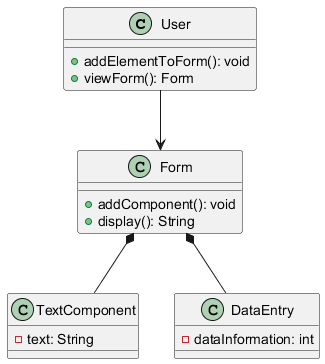 C User
addElementToForm(): void
viewForm(): Form
C Form
addComponent(): void
display(): String
C TextComponent
text: String
C DataEntry
dataInformation: int